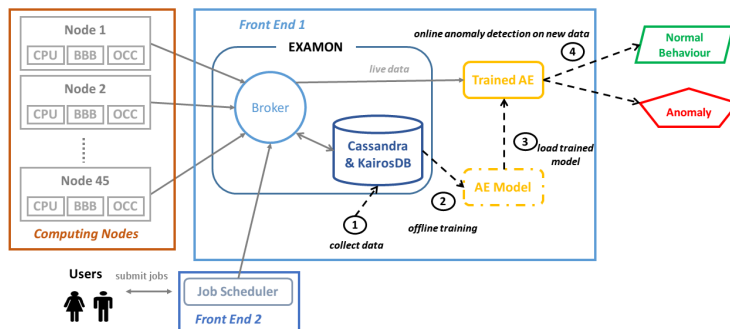 Node 1
CPU BBB OCC
Node 2
CPU BBB OCC
Node 45
CPU BBB OCC
Computing Nodes
Front End 1
EXAMON
Broker
live data
Cassandra
& KairosDB
1
collect data
2
offline training
3
load trained
model
AE Model
Trained AE
online anomaly detection on new data
4
Normal
Behaviour
Anomaly
Users
submit jobs
Job Scheduler
Front End 2